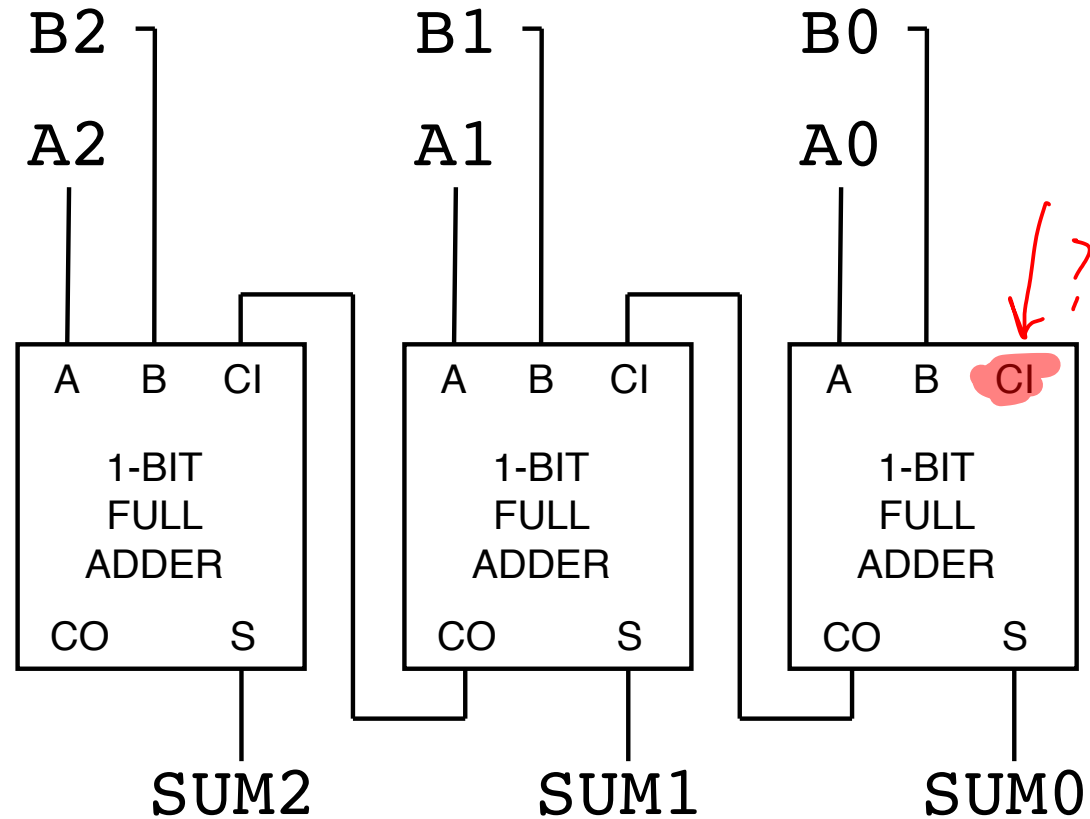 B2 B1 B0
A2 A1 A0
?
A B CI A B CI A B CI
1-BIT 1-BIT 1-BIT
FULL FULL FULL
ADDER ADDER ADDER
CO S CO S CO S
SUM2 SUM1 SUM0